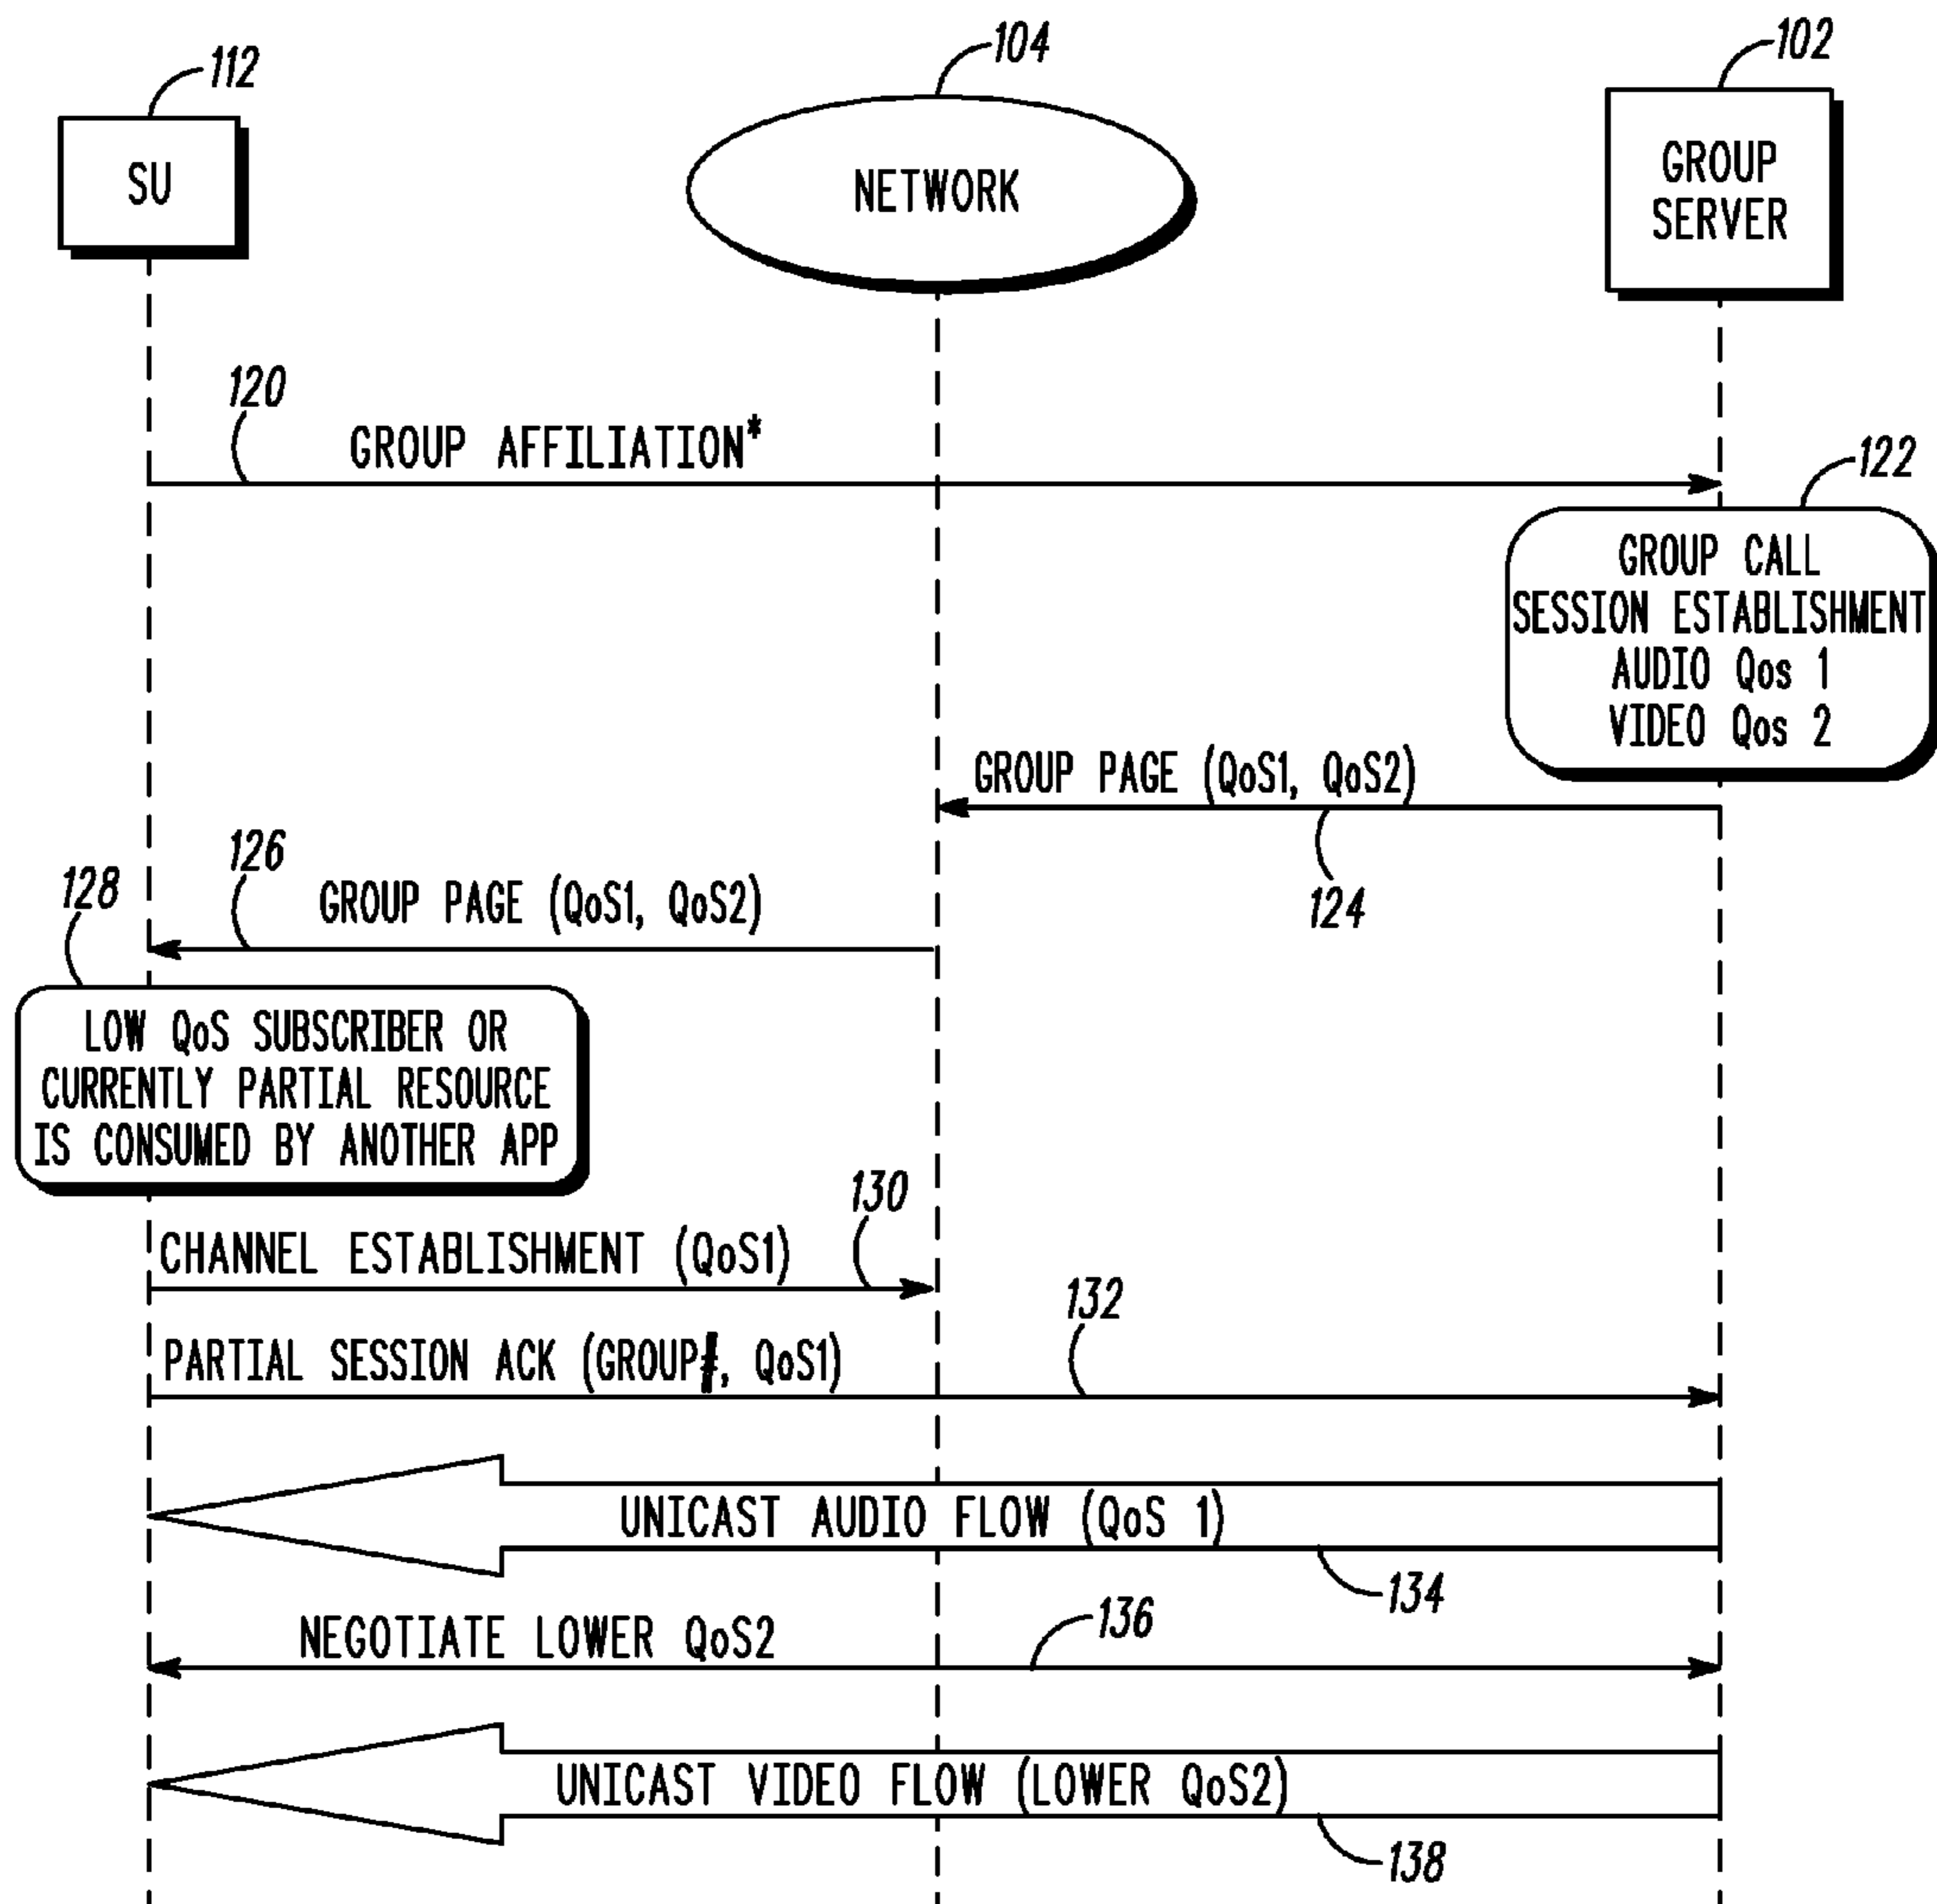 112
104
102
SU
NETWORK
GROUP
SERVER
120
GROUP AFFILIATION*
122
GROUP CALL
SESSION ESTABLISHMENT
AUDIO Qos 1
VIDEO Qos 2
GROUP PAGE (QoS1, QoS2)
124
126
GROUP PAGE (QoS1, QoS2)
128
LOW QoS SUBSCRIBER OR
CURRENTLY PARTIAL RESOURCE
IS CONSUMED BY ANOTHER APP
130
CHANNEL ESTABLISHMENT (QoS1)
132
PARTIAL SESSION ACK (GROUP#, QoS1)
UNICAST AUDIO FLOW (QoS 1)
134
136
NEGOTIATE LOWER QoS2
UNICAST VIDEO FLOW (LOWER QoS2)
138